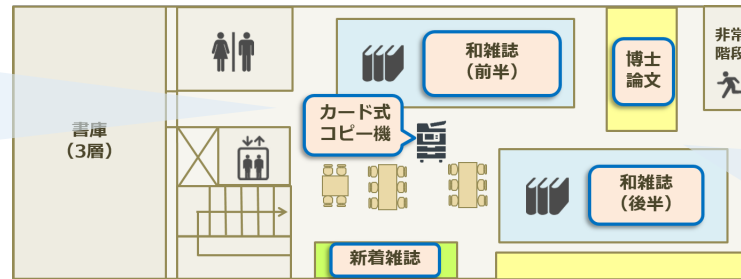 和雑誌
(前半)
博士
論文
非常
階段
カード式
コピー機
書庫
(3層)
和雑誌
(後半)
新着雑誌